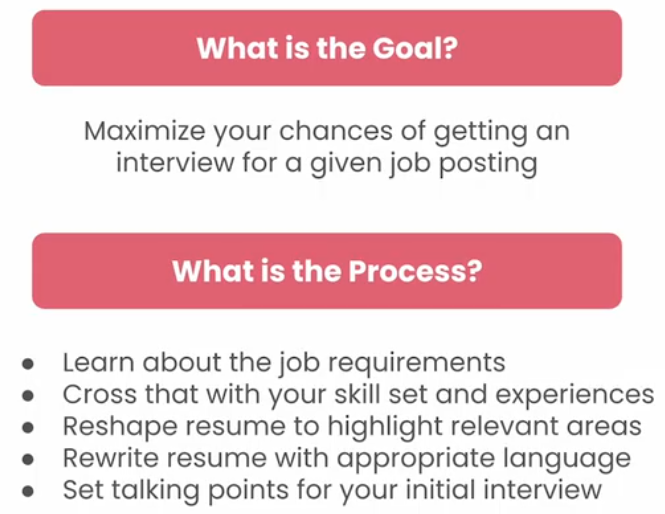 What is the Goal?
Maximize your chances of getting an
interview for a given job posting
What is the Process?
● Learn about the job requirements
● Cross that with your skill set and experiences
● Reshape resume to highlight relevant areas
● Rewrite resume with appropriate language
● Set talking points for your initial interview